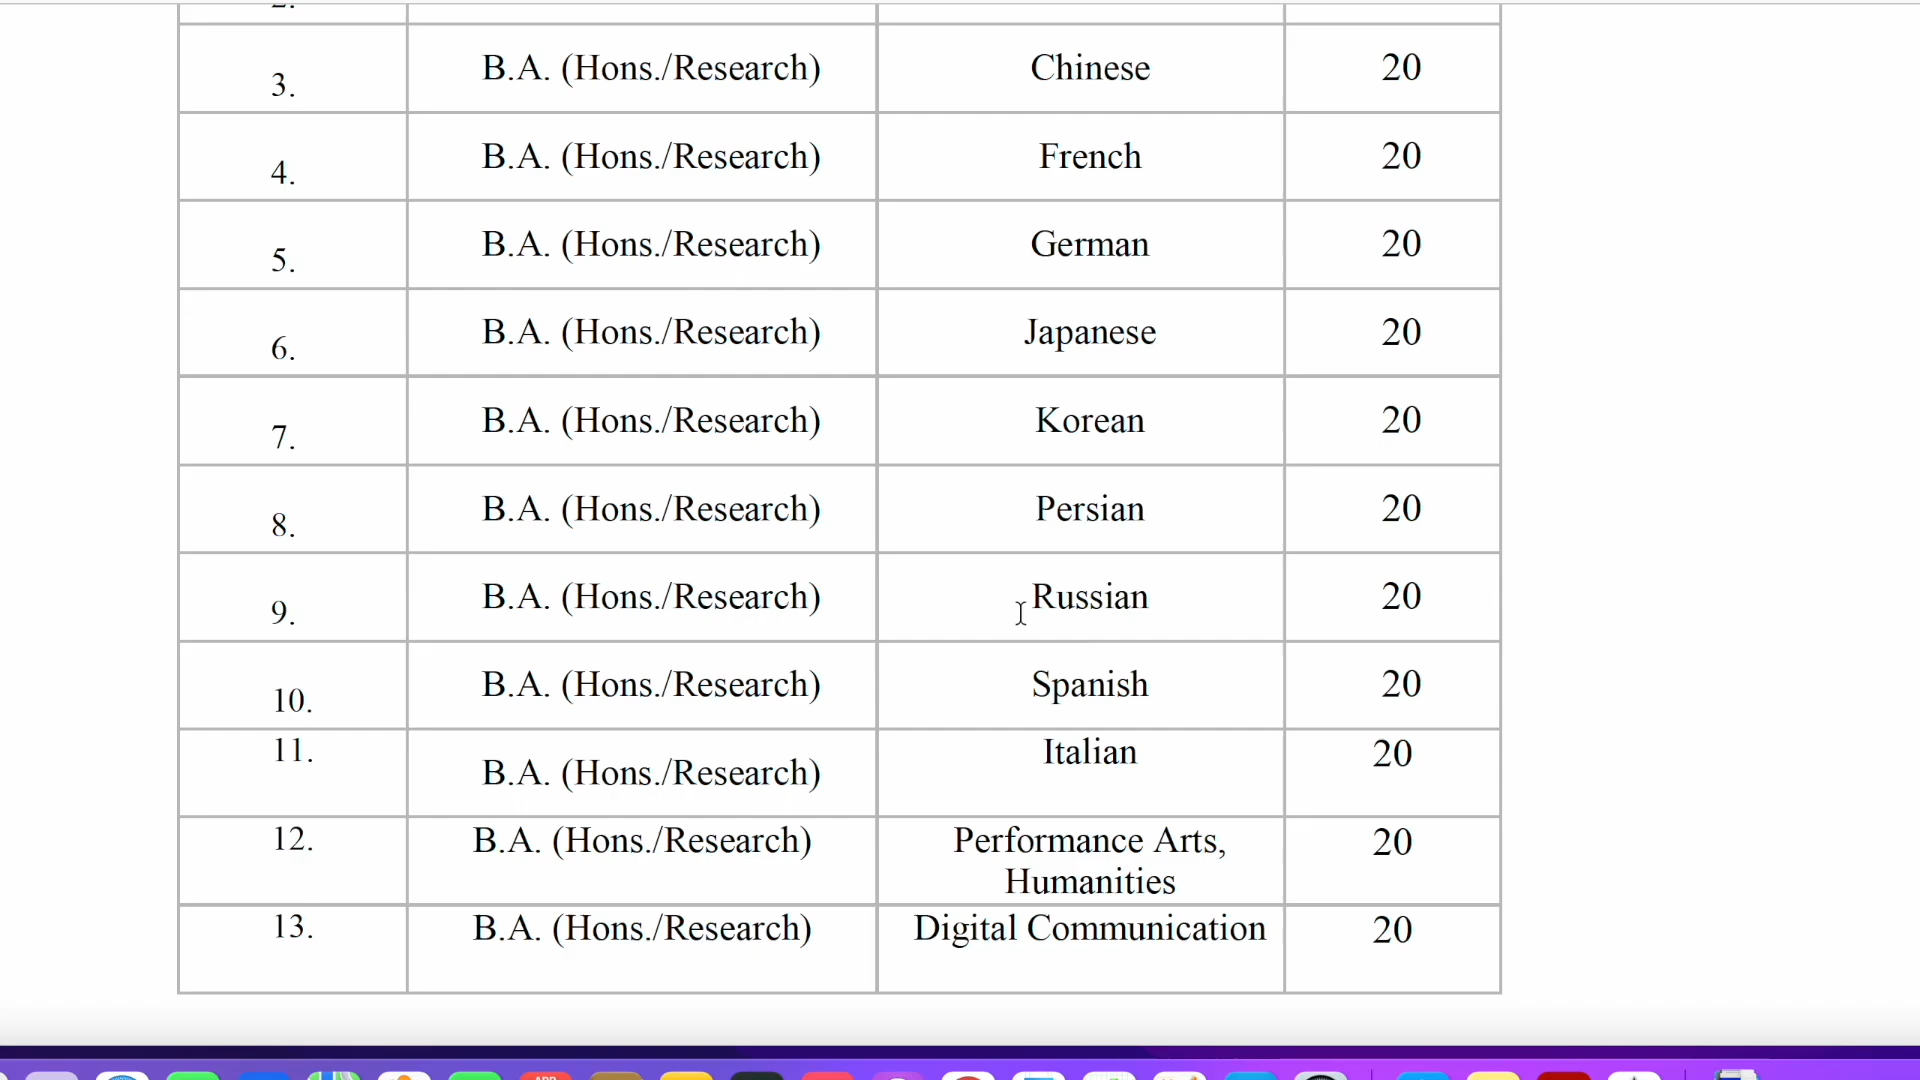 3. B.A. (Hons./Research) Chinese 20
4. B.A. (Hons./Research) French 20
5. B.A. (Hons./Research) German 20
6. B.A. (Hons./Research) Japanese 20
7. B.A. (Hons./Research) Korean 20
8. B.A. (Hons./Research) Persian 20
9. B.A. (Hons./Research) Russian 20
10. B.A. (Hons./Research) Spanish 20
11. B.A. (Hons./Research) Italian 20
12. B.A. (Hons./Research) Performance Arts, 20
Humanities
13. B.A. (Hons./Research) Digital Communication 20